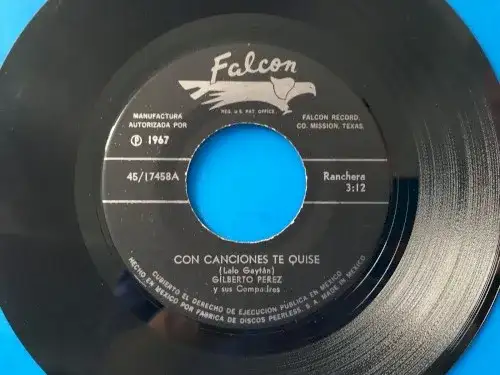 Falcon
REG. U.S. PAT. OFFICE.
MANUFACTURA
AUTORIZADA POR
Ⓟ 1967
FALCON RECORD.
CO. MISSION, TEXAS.
45/17458A
Ranchera
3:12
CON CANCIONES TE QUISE
(Lalo Gaytán)
GILBERTO PEREZ
y sus Compadres
CUBIERTO EL DERECHO DE EJECUCION PUBLICA EN MEXICO
HECHO EN MEXICO POR FABRICA DE DISCOS PEERLESS, S.A. MADE IN MEXICO.